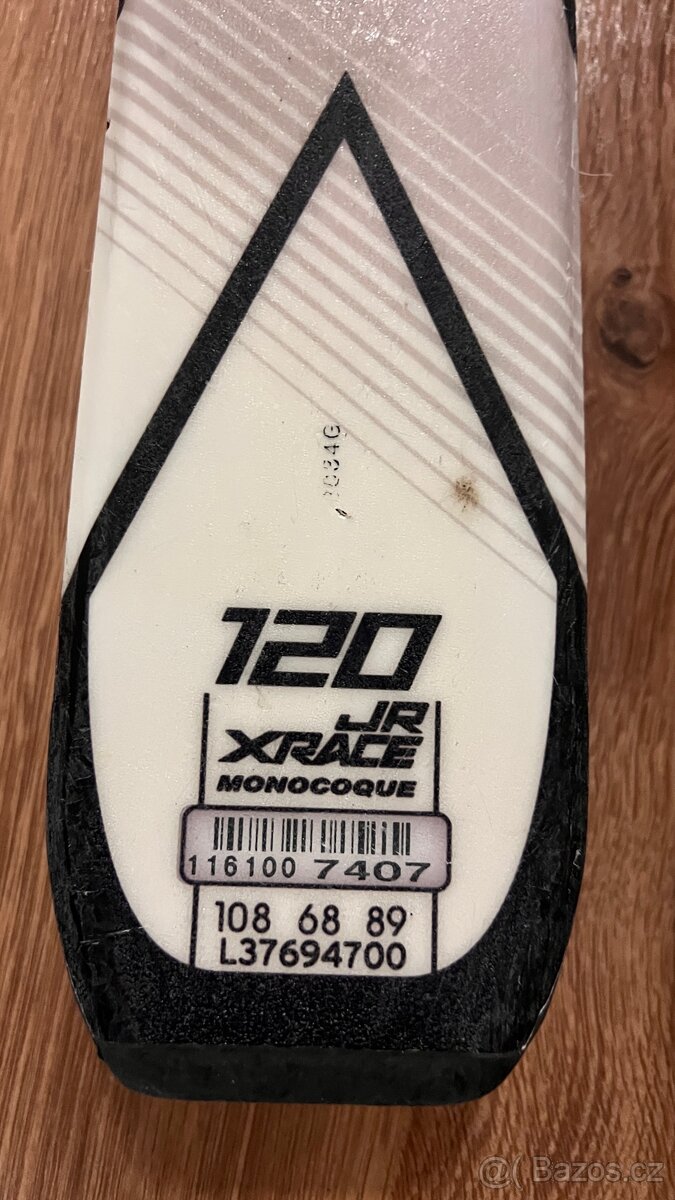 120
JR
XRACE
MONOCOQUE
116100 7407
108 68 89
L37694700
@( Bazos.cz